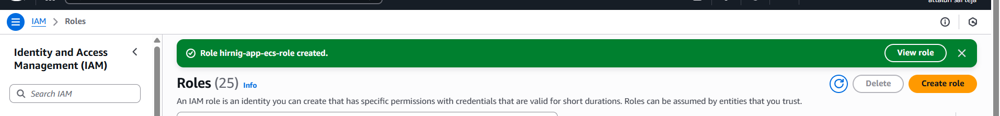 attaluri sai teja
IAM > Roles
Identity and Access
Management (IAM)
Search IAM
Role hirnig-app-ecs-role created.
View role
Roles (25) Info
Delete
Create role
An IAM role is an identity you can create that has specific permissions with credentials that are valid for short durations. Roles can be assumed by entities that you trust.